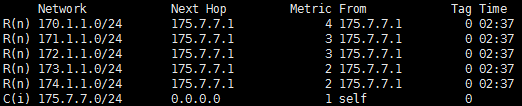 Network Next Hop Metric From Tag Time
R(n) 170.1.1.0/24 175.7.7.1 4 175.7.7.1 0 02:37
R(n) 171.1.1.0/24 175.7.7.1 3 175.7.7.1 0 02:37
R(n) 172.1.1.0/24 175.7.7.1 3 175.7.7.1 0 02:37
R(n) 173.1.1.0/24 175.7.7.1 2 175.7.7.1 0 02:37
R(n) 174.1.1.0/24 175.7.7.1 2 175.7.7.1 0 02:37
C(i) 175.7.7.0/24 0.0.0.0 1 self 0